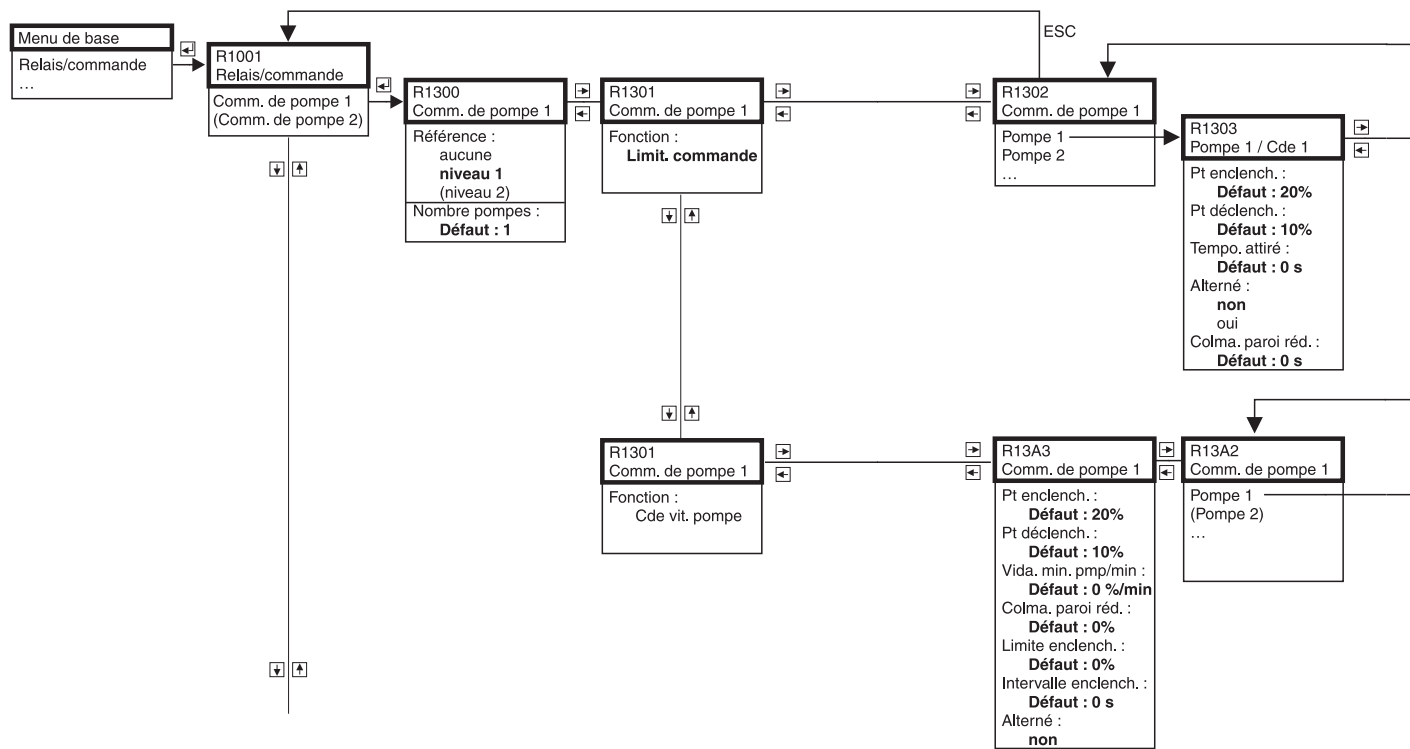 ESC
Menu de base
Relais/commande
…
R1001
Relais/commande
Comm. de pompe 1
(Comm. de pompe 2)
R1300
Comm. de pompe 1
Référence :
aucune
niveau 1
(niveau 2)
Nombre pompes :
Défaut : 1
R1301
Comm. de pompe 1
Fonction :
Limit. commande
R1302
Comm. de pompe 1
Pompe 1
Pompe 2
…
R1303
Pompe 1 / Cde 1
Pt enclench. :
Défaut : 20%
Pt déclench. :
Défaut : 10%
Tempo. attiré :
Défaut : 0 s
Alterné :
non
oui
Colma. paroi réd. :
Défaut : 0 s
R1301
Comm. de pompe 1
Fonction :
Cde vit. pompe
R13A3
Comm. de pompe 1
Pt enclench. :
Défaut : 20%
Pt déclench. :
Défaut : 10%
Vida. min. pmp/min :
Défaut : 0 %/min
Colma. paroi réd. :
Défaut : 0%
Limite enclench. :
Défaut : 0%
Intervalle enclench. :
Défaut : 0 s
Alterné :
non
R13A2
Comm. de pompe 1
Pompe 1
(Pompe 2)
…